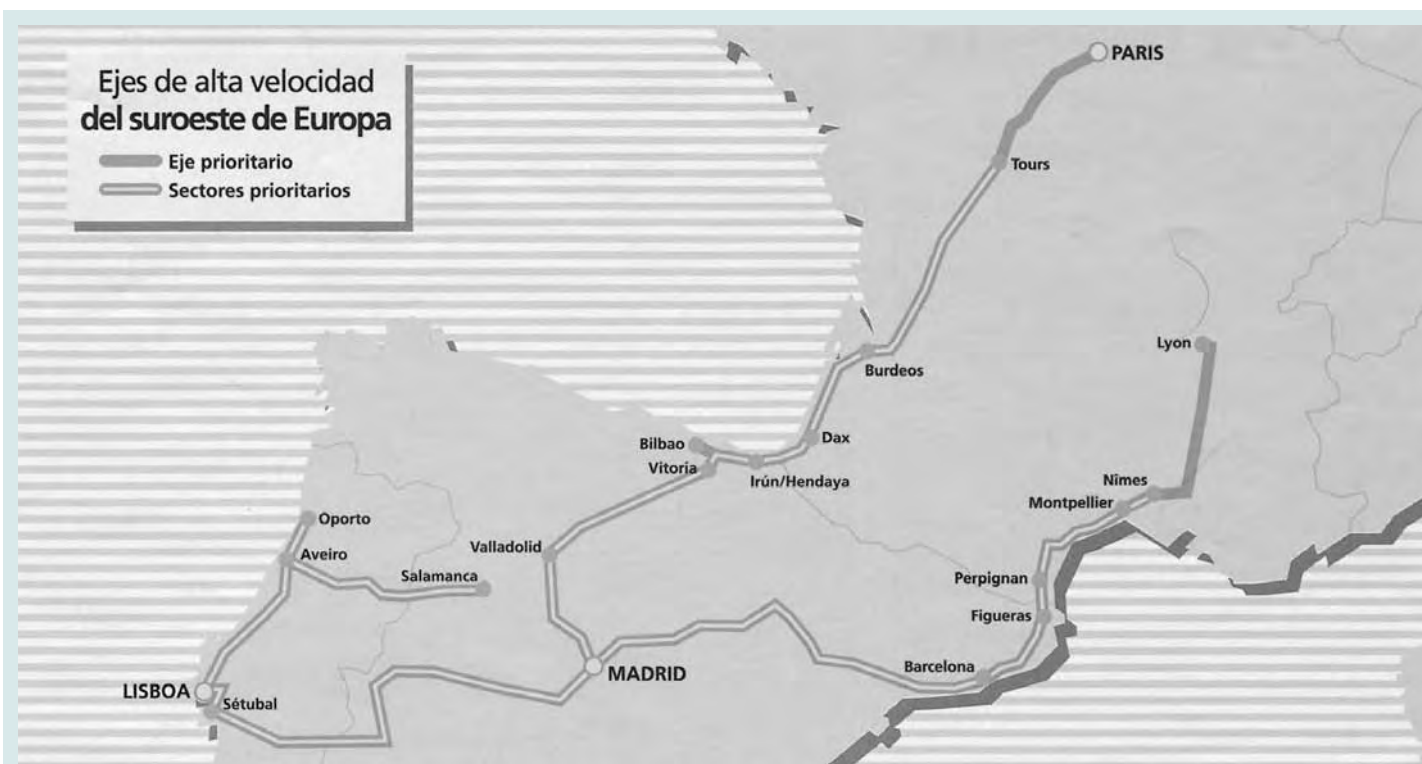 Ejes de alta velocidad
del suroeste de Europa
Eje prioritario
Sectores prioritarios
PARIS
Tours
Lyon
Burdeos
Dax
Bilbao
Vitoria
Irún/Hendaya
Nîmes
Montpellier
Oporto
Aveiro
Valladolid
Salamanca
Perpignan
Figueras
Barcelona
MADRID
LISBOA
Sétubal